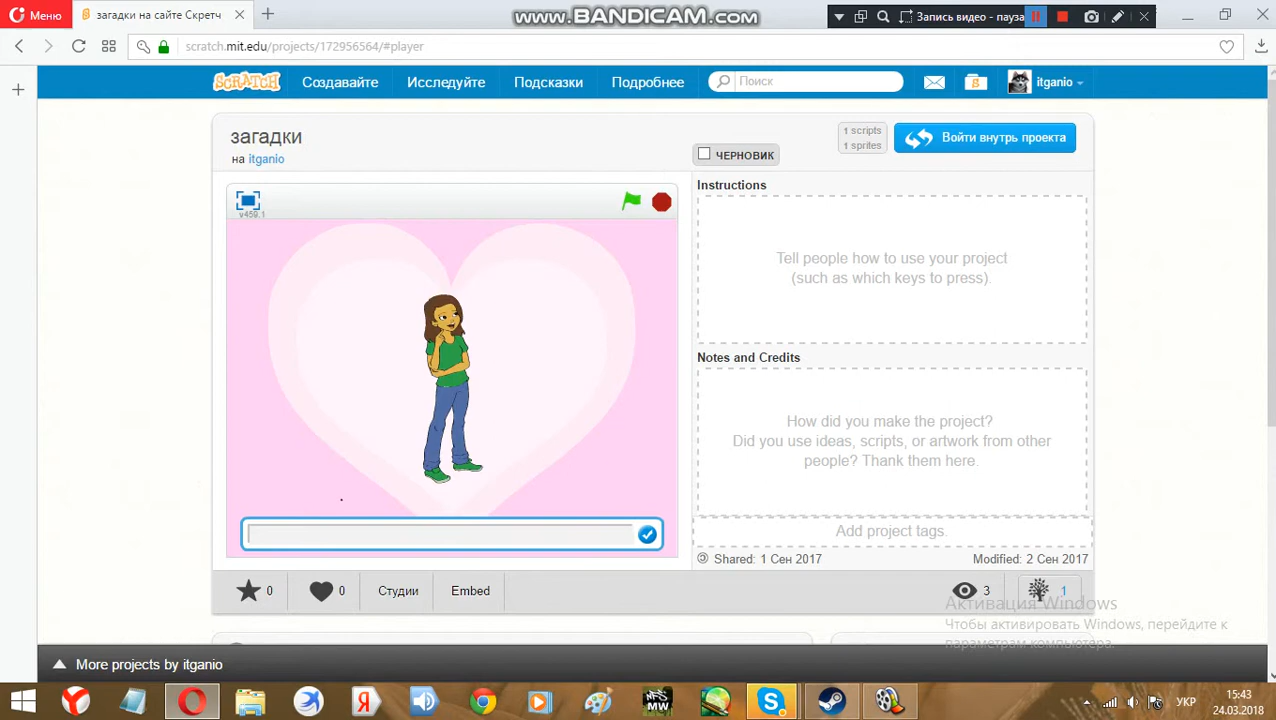 Меню
загадки на сайте Скретч
www.BANDICAM.com
Запись видео - пауза
scratch.mit.edu/projects/172956564/#player
SCRATCH
Создавайте
Исследуйте
Подсказки
Подробнее
Поиск
itganio
загадки
на itganio
ЧЕРНОВИК
1 scripts
1 sprites
Войти внутрь проекта
v459.1
Instructions
Tell people how to use your project
(such as which keys to press).
Notes and Credits
How did you make the project?
Did you use ideas, scripts, or artwork from other
people? Thank them here.
Add project tags.
Shared: 1 Сен 2017
Modified: 2 Сен 2017
0
0
Студии
Embed
3
1
Активация Windows
Чтобы активировать Windows, перейдите к
параметрам компьютера.
More projects by itganio
NFS
MW
УКР
15:43
24.03.2018